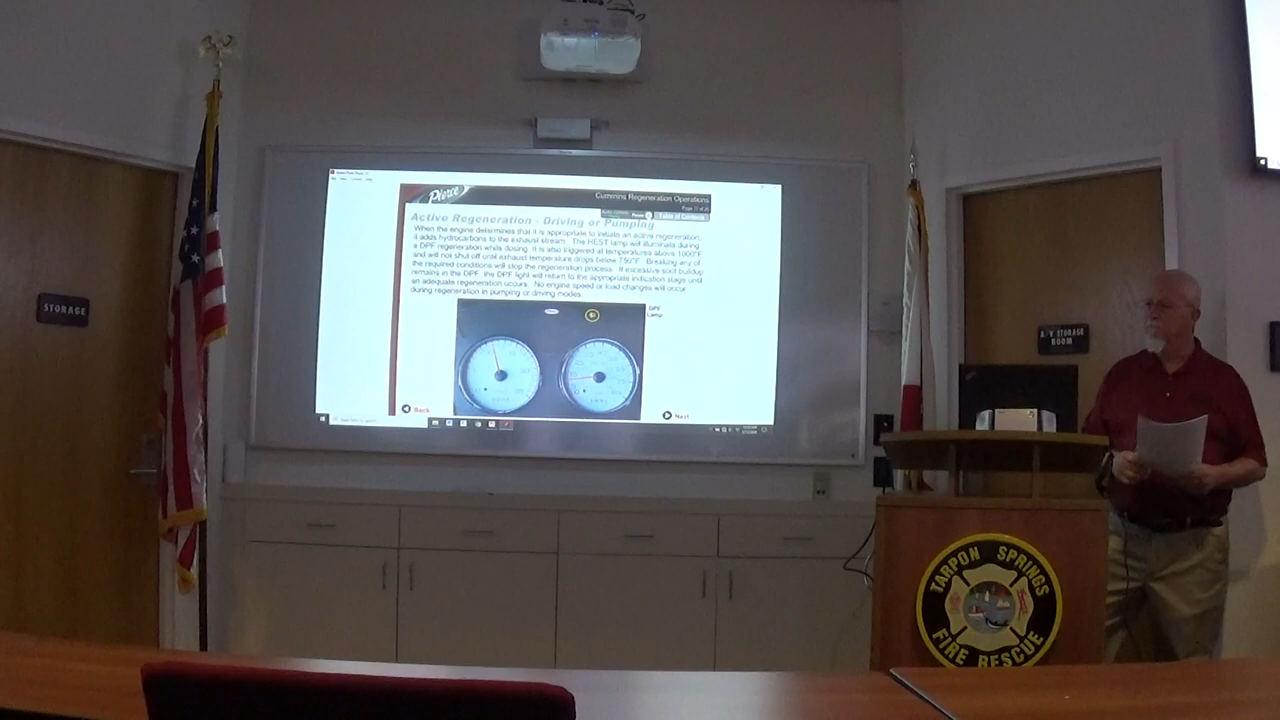 Pierce
Cummins Regeneration Operations
Page 11 of 25
Table of Contents
Active Regeneration - Driving or Pumping
When the engine determines that it is appropriate to initiate an active regeneration,
it adds hydrocarbons to the exhaust stream. The HEST lamp will illuminate during
a DPF regeneration while dosing. It is also triggered at temperatures above 1000°F
and will not shut off until exhaust temperature drops below 750°F. Breaking any of
the required conditions will stop the regeneration process. If excessive soot buildup
remains in the DPF, the DPF light will return to the appropriate indication stage until
an adequate regeneration occurs. No engine speed or load changes will occur
during regeneration in pumping or driving modes.
DPF
Lamp
Back
Next
STORAGE
A/V STORAGE
ROOM
TARPON SPRINGS
FIRE RESCUE